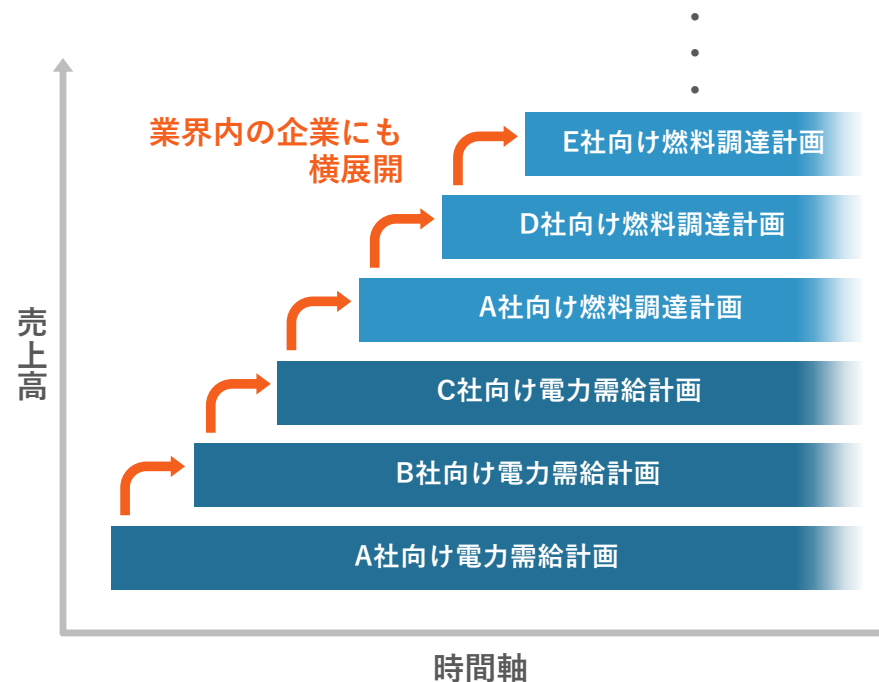 業界内の企業にも
横展開
E社向け燃料調達計画
D社向け燃料調達計画
A社向け燃料調達計画
C社向け電力需給計画
B社向け電力需給計画
A社向け電力需給計画
売上高
時間軸